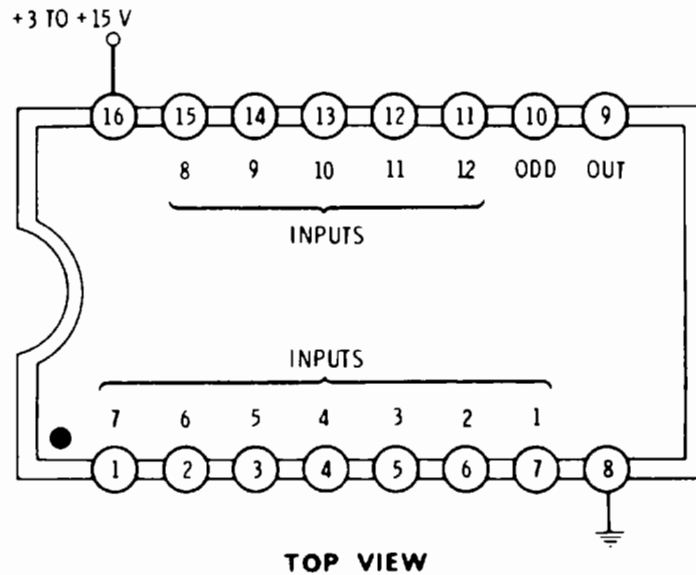 +3 TO +15 V
16 15 14 13 12 11 10 9
8 9 10 11 12 ODD OUT
INPUTS
INPUTS
7 6 5 4 3 2 1
1 2 3 4 5 6 7 8
TOP VIEW